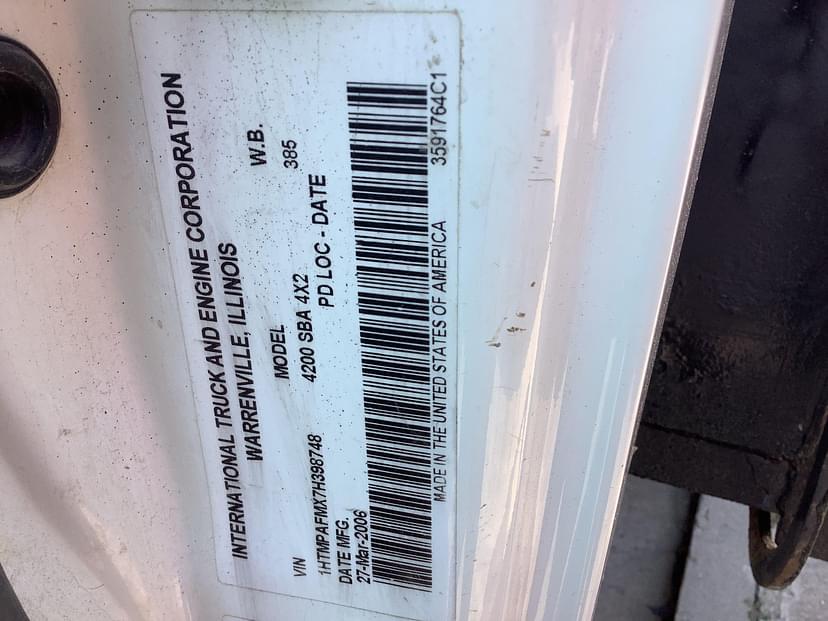 INTERNATIONAL TRUCK AND ENGINE CORPORATION
WARRENVILLE, ILLINOIS
MODEL W.B.
VIN 4200 SBA 4X2 385
1HTMPAFMX7H398748 PD LOC - DATE
DATE MFG.
27-Mar-2006
MADE IN THE UNITED STATES OF AMERICA 3591764C1